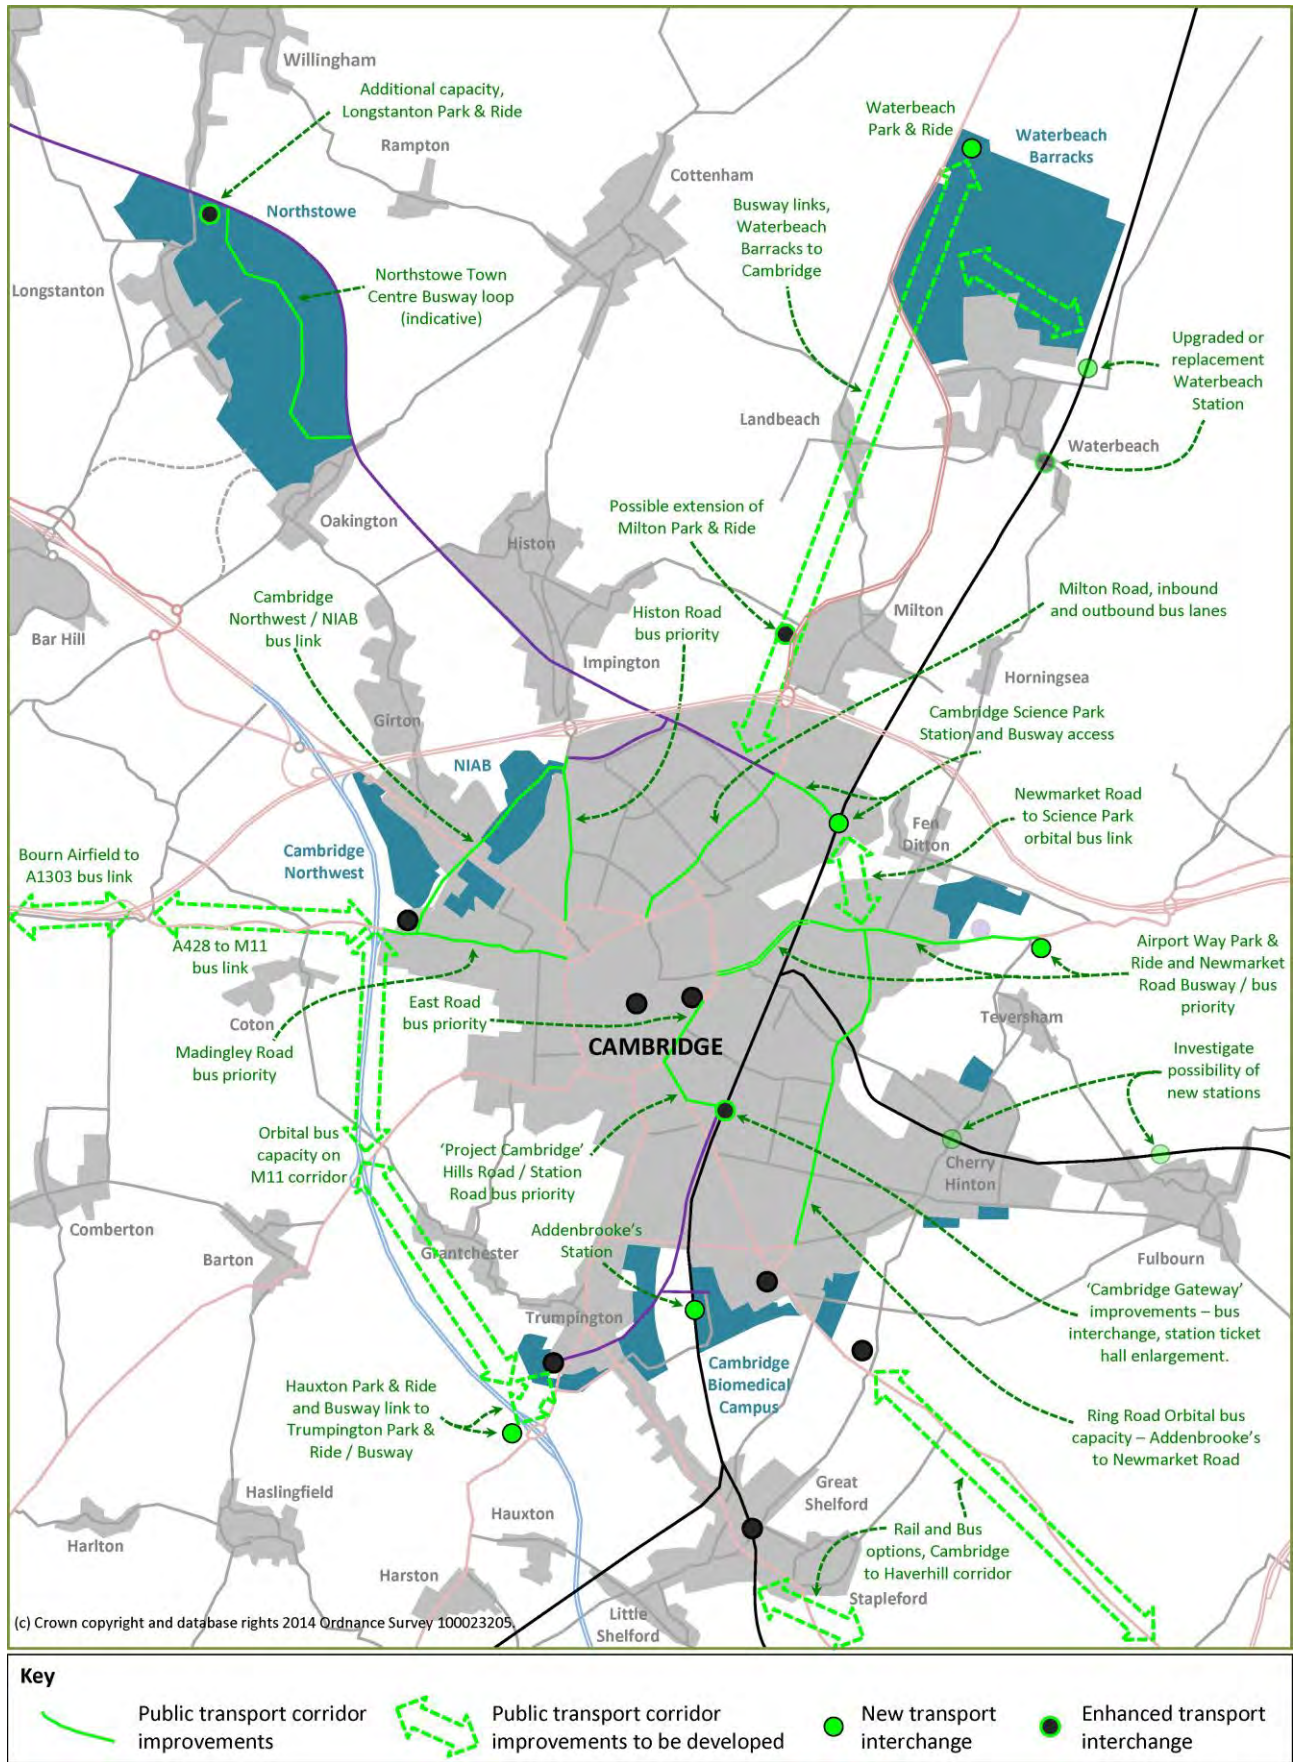 Willingham
Additional capacity,
Longstanton Park & Ride
Rampton
Waterbeach
Park & Ride
Waterbeach
Barracks
Cottenham
Northstowe
Busway links,
Waterbeach
Barracks to
Cambridge
Longstanton
Northstowe Town
Centre Busway loop
(indicative)
Upgraded or
replacement
Waterbeach
Station
Landbeach
Waterbeach
Possible extension of
Milton Park & Ride
Oakington
Histon
Cambridge
Northwest / NIAB
bus link
Histon Road
bus priority
Milton Road, inbound
and outbound bus lanes
Milton
Bar Hill
Impington
Horningsea
Girton
Cambridge Science Park
Station and Busway access
NIAB
Newmarket Road
to Science Park
orbital bus link
Fen
Ditton
Bourn Airfield to
A1303 bus link
Cambridge
Northwest
A428 to M11
bus link
Airport Way Park &
Ride and Newmarket
Road Busway / bus
priority
East Road
bus priority
Coton
Teversham
Madingley Road
bus priority
CAMBRIDGE
Investigate
possibility of
new stations
Orbital bus
capacity on
M11 corridor
'Project Cambridge'
Hills Road / Station
Road bus priority
Cherry
Hinton
Comberton
Barton
Grantchester
Addenbrooke's
Station
Fulbourn
'Cambridge Gateway'
improvements – bus
interchange, station ticket
hall enlargement.
Trumpington
Cambridge
Biomedical
Campus
Hauxton Park & Ride
and Busway link to
Trumpington Park &
Ride / Busway
Ring Road Orbital bus
capacity – Addenbrooke's
to Newmarket Road
Haslingfield
Great
Shelford
Hauxton
Harlton
Rail and Bus
options, Cambridge
to Haverhill corridor
Harston
Stapleford
Little
Shelford
(c) Crown copyright and database rights 2014 Ordnance Survey 100023205.
Key
Public transport corridor
improvements
Public transport corridor
improvements to be developed
New transport
interchange
Enhanced transport
interchange